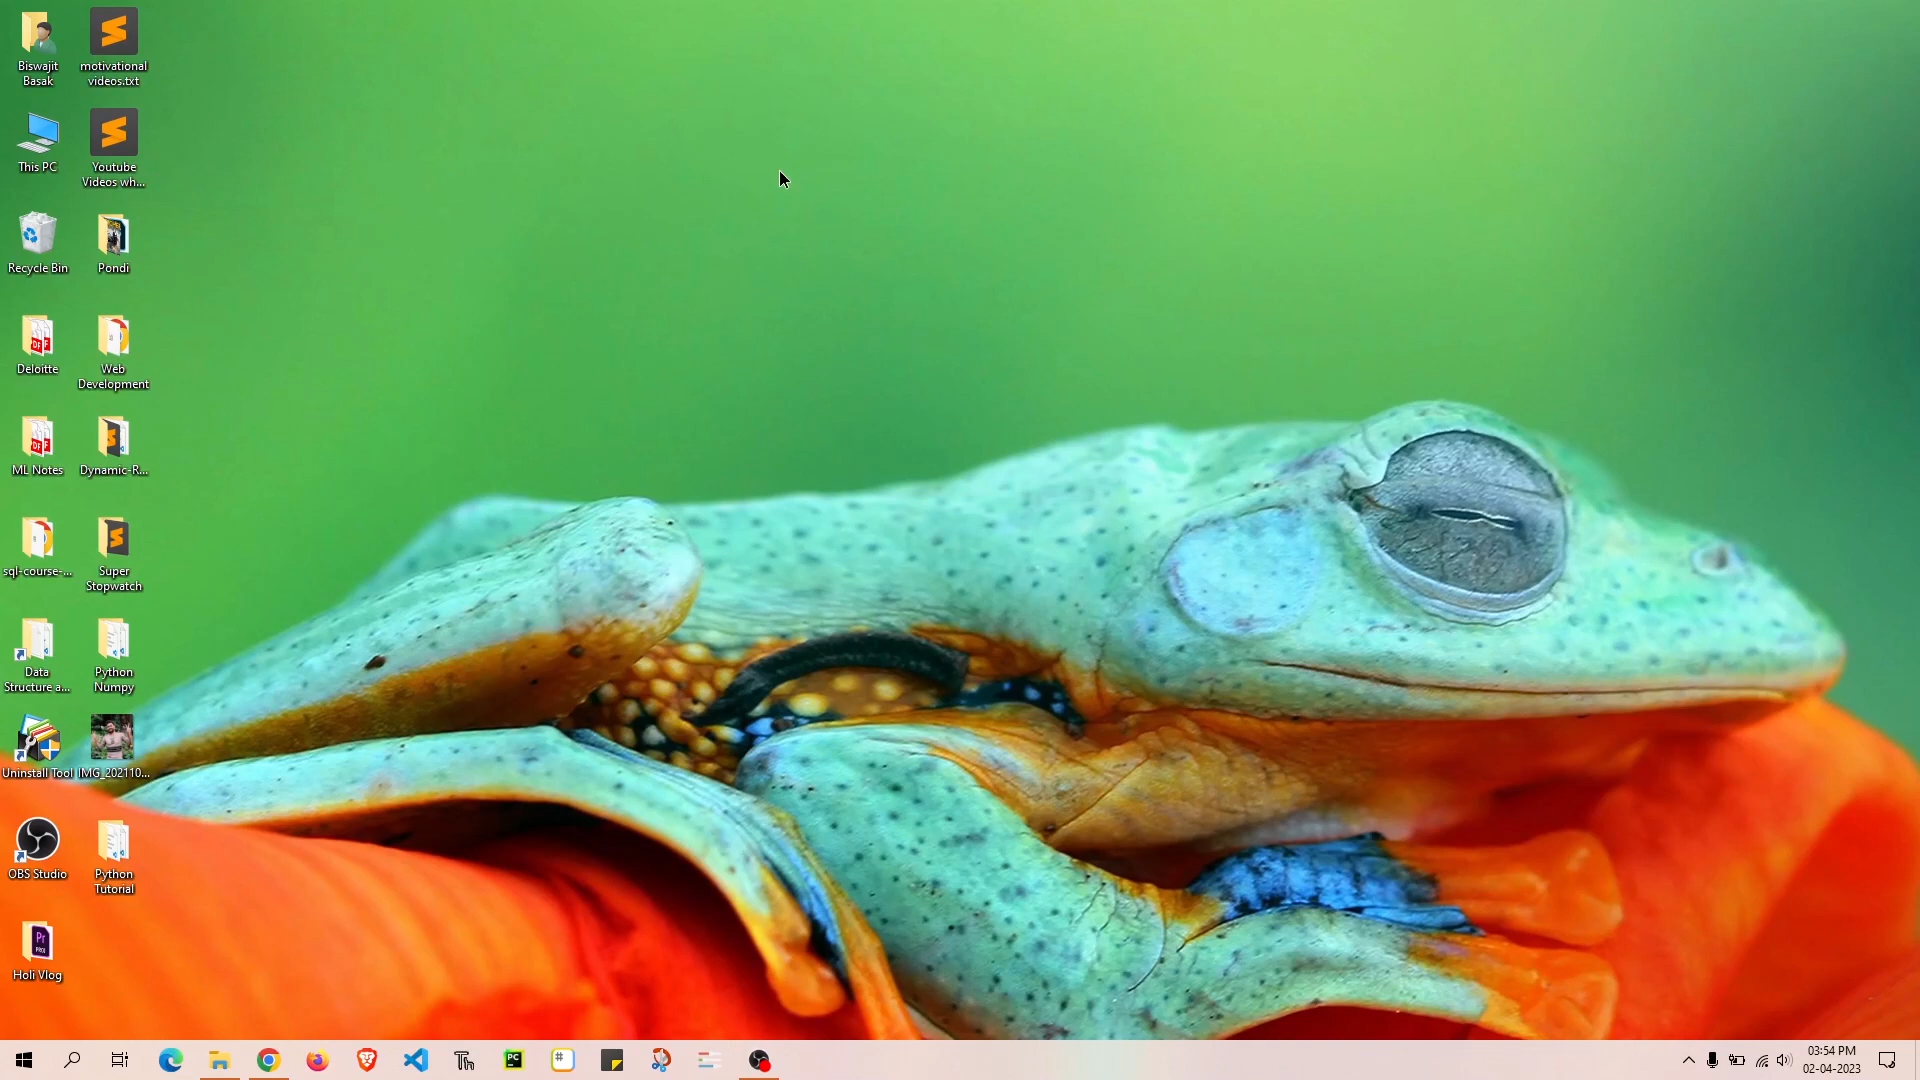 Biswajit
Basak
motivational
videos.txt
This PC
Youtube
Videos wh...
Recycle Bin
Pondi
Deloitte
Web
Development
ML Notes
Dynamic-R...
sql-course-...
Super
Stopwatch
Data
Structure a...
Python
Numpy
Uninstall Tool
IMG_202110...
OBS Studio
Python
Tutorial
Holi Vlog
03:54 PM
02-04-2023